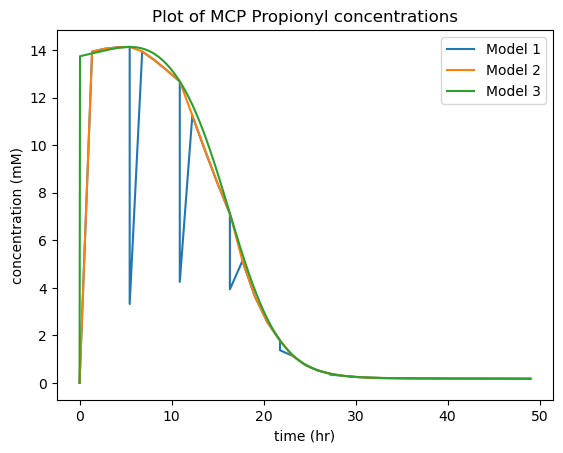 Plot of MCP Propionyl concentrations
Model 1
Model 2
Model 3
concentration (mM)
14
12
10
8
6
4
2
0
0 10 20 30 40 50
time (hr)